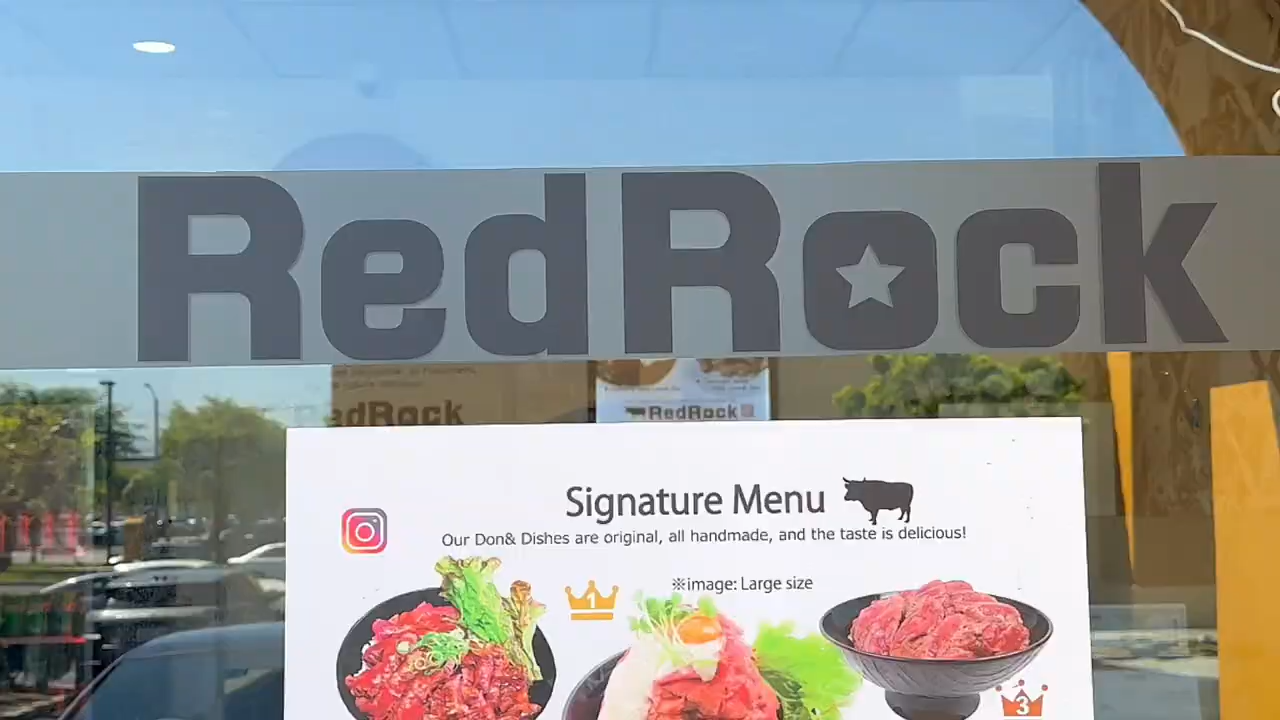 RedRock
edRock
RedRock
Signature Menu
Our Don& Dishes are original, all handmade, and the taste is delicious!
※image: Large size
1
3